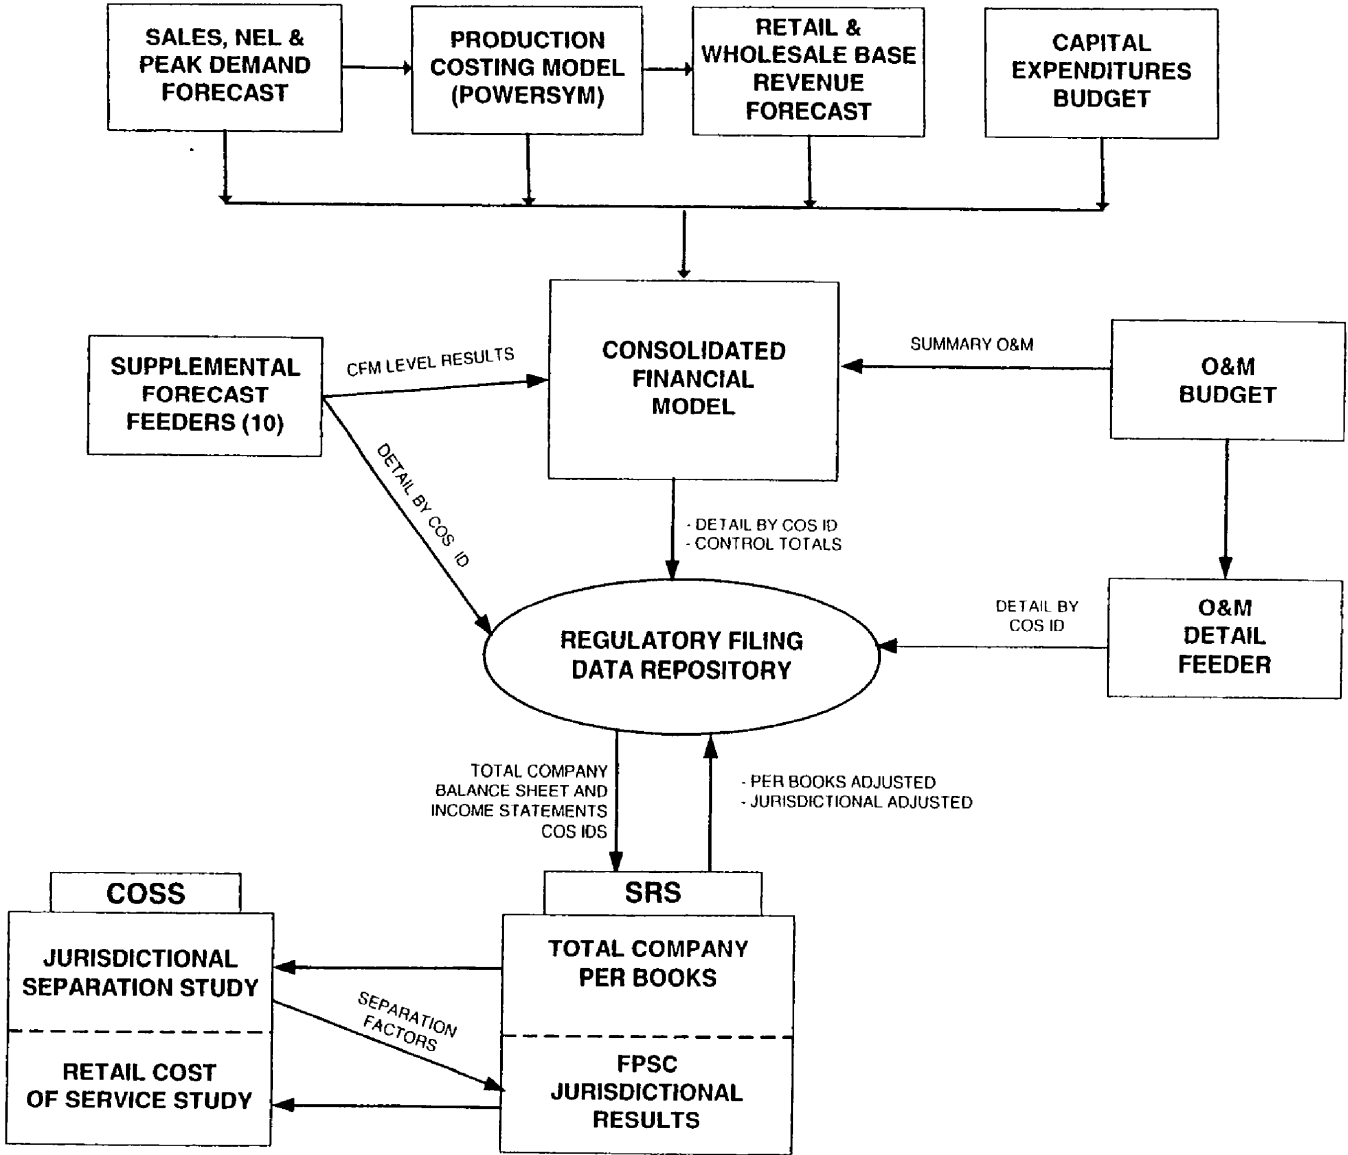 SALES, NEL &
PEAK DEMAND
FORECAST
PRODUCTION
COSTING MODEL
(POWERSYM)
RETAIL &
WHOLESALE BASE
REVENUE
FORECAST
CAPITAL
EXPENDITURES
BUDGET
SUPPLEMENTAL
FORECAST
FEEDERS (10)
CFM LEVEL RESULTS
CONSOLIDATED
FINANCIAL
MODEL
SUMMARY O&M
O&M
BUDGET
DETAIL BY COS ID
- DETAIL BY COS ID
- CONTROL TOTALS
REGULATORY FILING
DATA REPOSITORY
DETAIL BY
COS ID
O&M
DETAIL
FEEDER
TOTAL COMPANY
BALANCE SHEET AND
INCOME STATEMENTS
COS IDS
- PER BOOKS ADJUSTED
- JURISDICTIONAL ADJUSTED
COSS
JURISDICTIONAL
SEPARATION STUDY
RETAIL COST
OF SERVICE STUDY
SEPARATION
FACTORS
SRS
TOTAL COMPANY
PER BOOKS
FPSC
JURISDICTIONAL
RESULTS